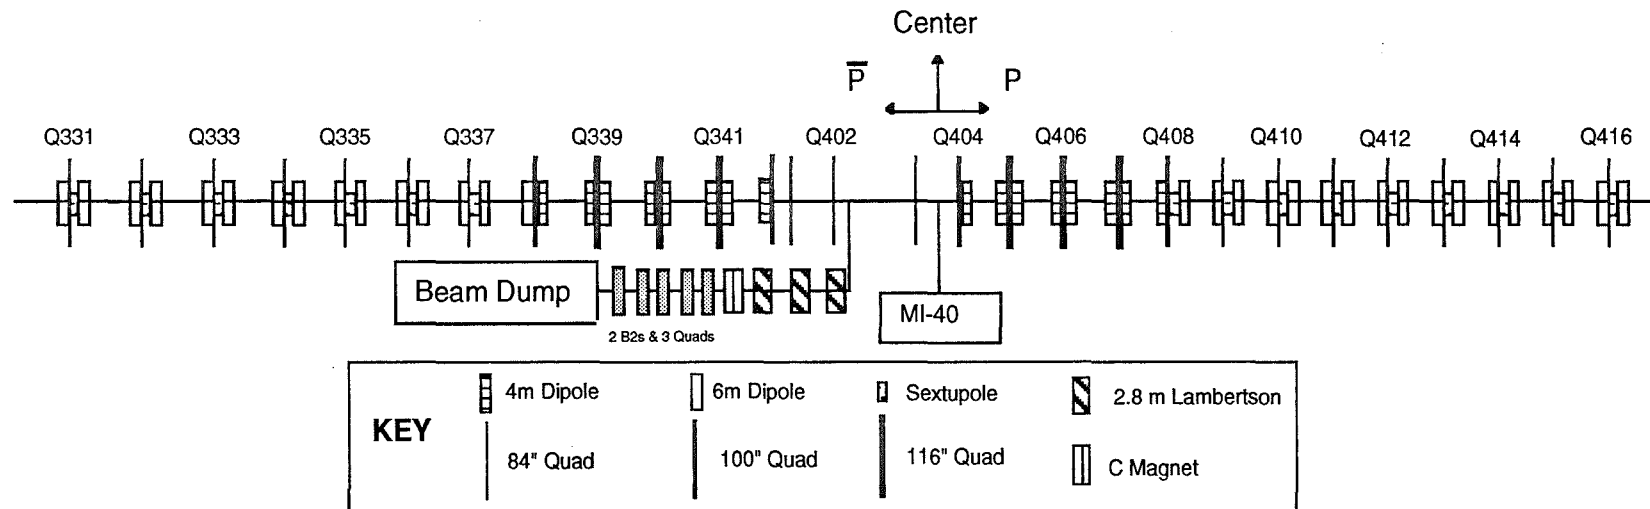 Center
P̅ P
Q331 Q333 Q335 Q337 Q339 Q341 Q402 Q404 Q406 Q408 Q410 Q412 Q414 Q416
Beam Dump
MI-40
2 B2s & 3 Quads
KEY
4m Dipole 6m Dipole Sextupole 2.8 m Lambertson
84" Quad 100" Quad 116" Quad C Magnet